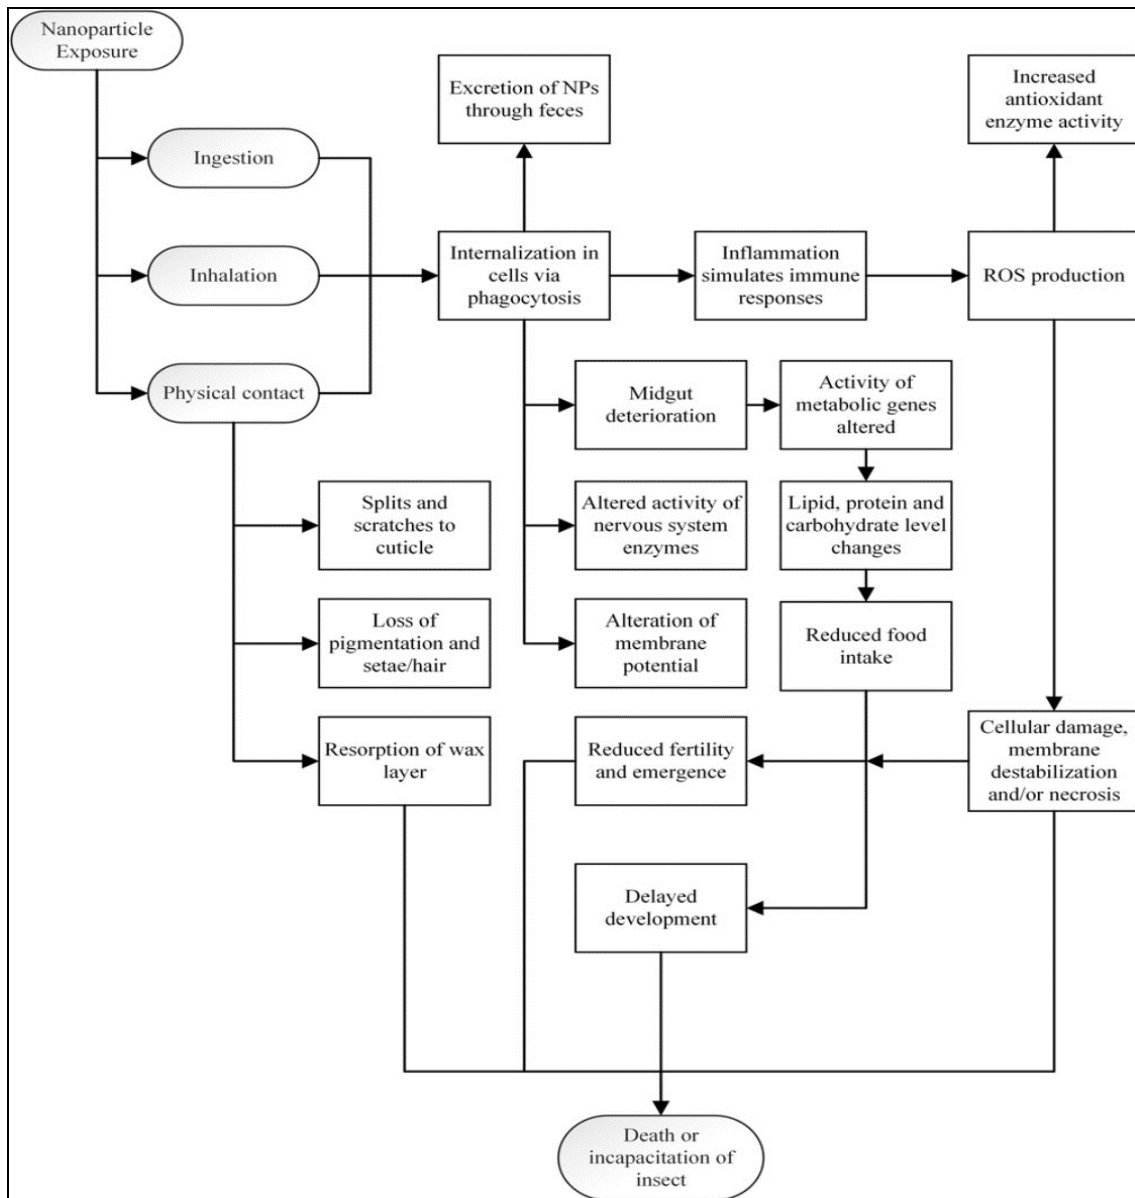 Nanoparticle
Exposure
Excretion of NPs
through feces
Increased
antioxidant
enzyme activity
Ingestion
Inhalation
Internalization in
cells via
phagocytosis
Inflammation
simulates immune
responses
ROS production
Physical contact
Midgut
deterioration
Activity of
metabolic genes
altered
Splits and
scratches to
cuticle
Altered activity of
nervous system
enzymes
Lipid, protein and
carbohydrate level
changes
Loss of
pigmentation and
setae/hair
Alteration of
membrane
potential
Reduced food
intake
Resorption of wax
layer
Reduced fertility
and emergence
Cellular damage,
membrane
destabilization
and/or necrosis
Delayed
development
Death or
incapacitation of
insect